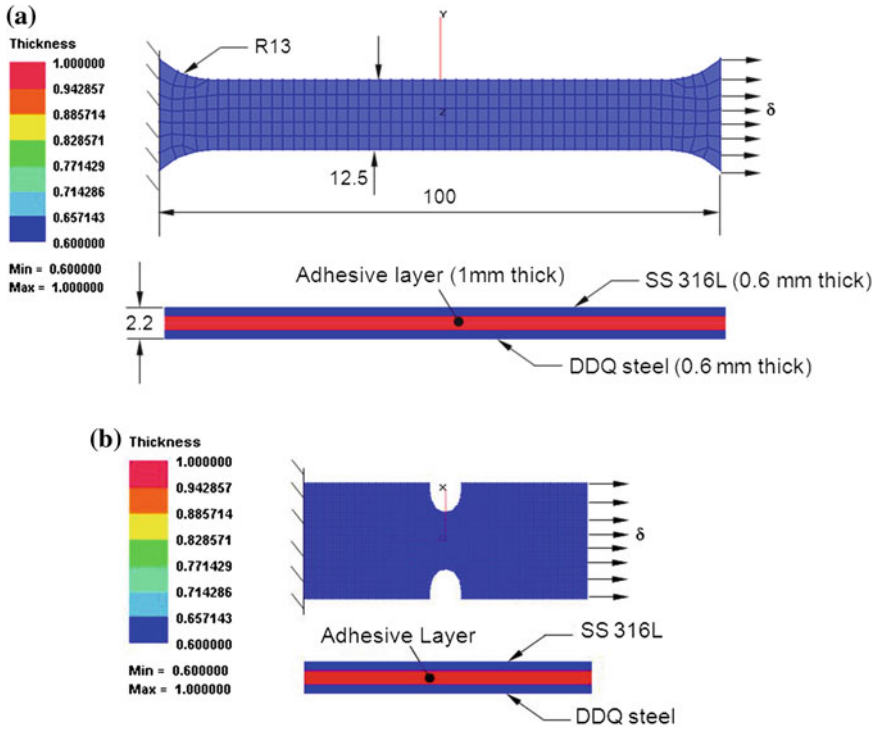 (a)
Thickness
1.000000
0.942857
0.885714
0.828571
0.771429
0.714286
0.657143
0.600000
Min = 0.600000
Max = 1.000000
R13
Y
Z
δ
12.5
100
Adhesive layer (1mm thick)
SS 316L (0.6 mm thick)
2.2
DDQ steel (0.6 mm thick)
(b)
Thickness
1.000000
0.942857
0.885714
0.828571
0.771429
0.714286
0.657143
0.600000
Min = 0.600000
Max = 1.000000
X
δ
Adhesive Layer
SS 316L
DDQ steel